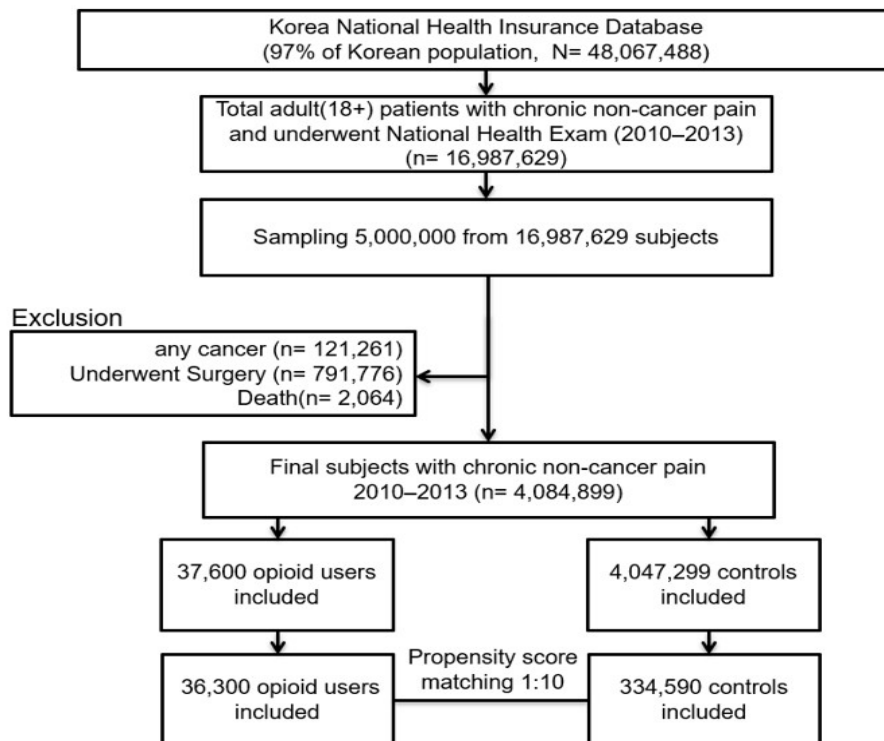 Korea National Health Insurance Database
(97% of Korean population, N= 48,067,488)
Total adult(18+) patients with chronic non-cancer pain
and underwent National Health Exam (2010–2013)
(n= 16,987,629)
Sampling 5,000,000 from 16,987,629 subjects
Exclusion
any cancer (n= 121,261)
Underwent Surgery (n= 791,776)
Death(n= 2,064)
Final subjects with chronic non-cancer pain
2010–2013 (n= 4,084,899)
37,600 opioid users
included
4,047,299 controls
included
36,300 opioid users
included
Propensity score
matching 1:10
334,590 controls
included